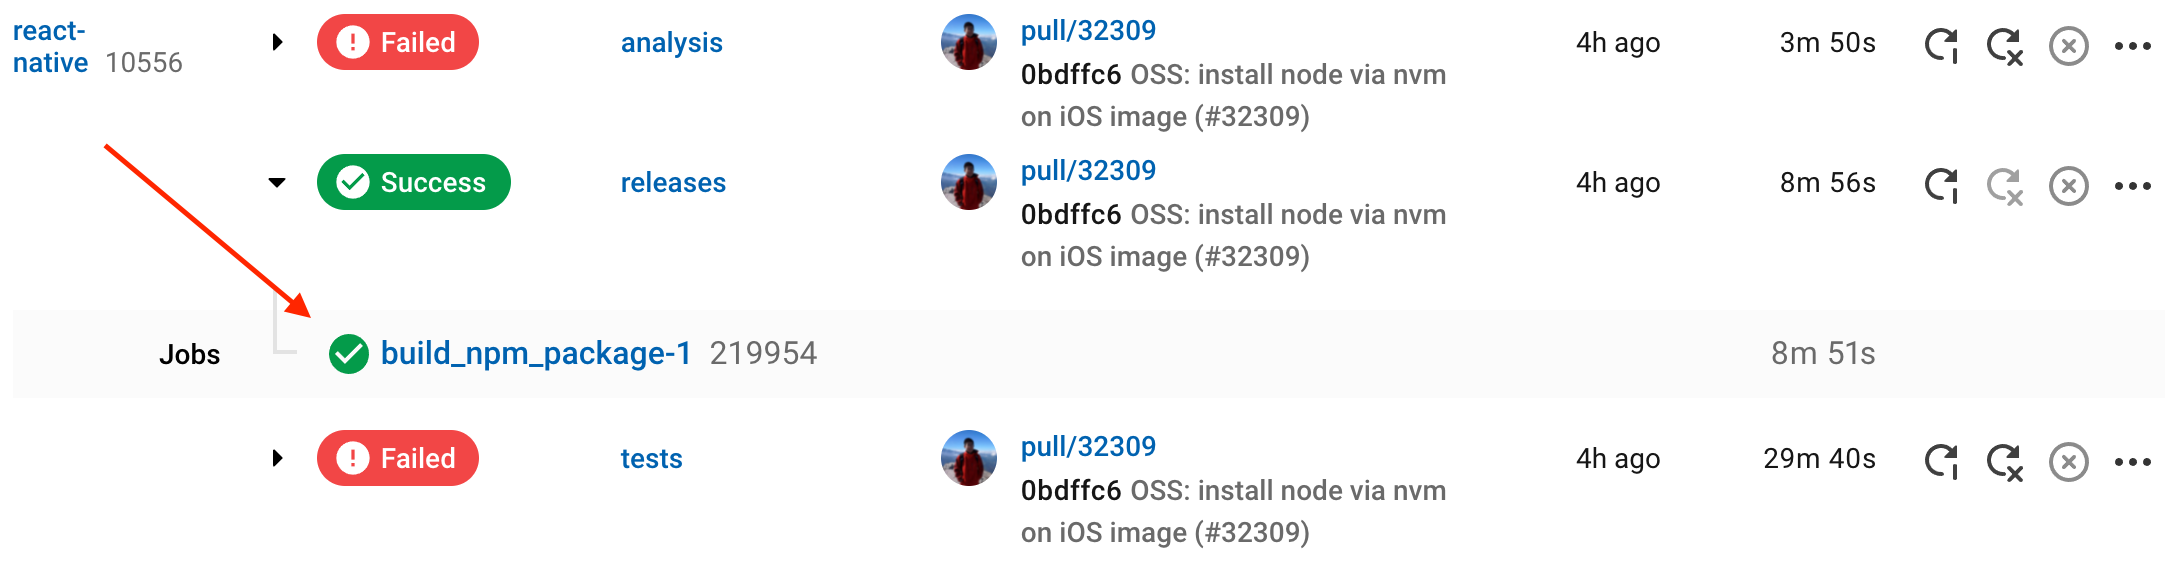 react-
native 10556
Failed
analysis
pull/32309
0bdffc6 OSS: install node via nvm
on iOS image (#32309)
4h ago
3m 50s
Success
releases
pull/32309
0bdffc6 OSS: install node via nvm
on iOS image (#32309)
4h ago
8m 56s
Jobs
build_npm_package-1 219954
8m 51s
Failed
tests
pull/32309
0bdffc6 OSS: install node via nvm
on iOS image (#32309)
4h ago
29m 40s